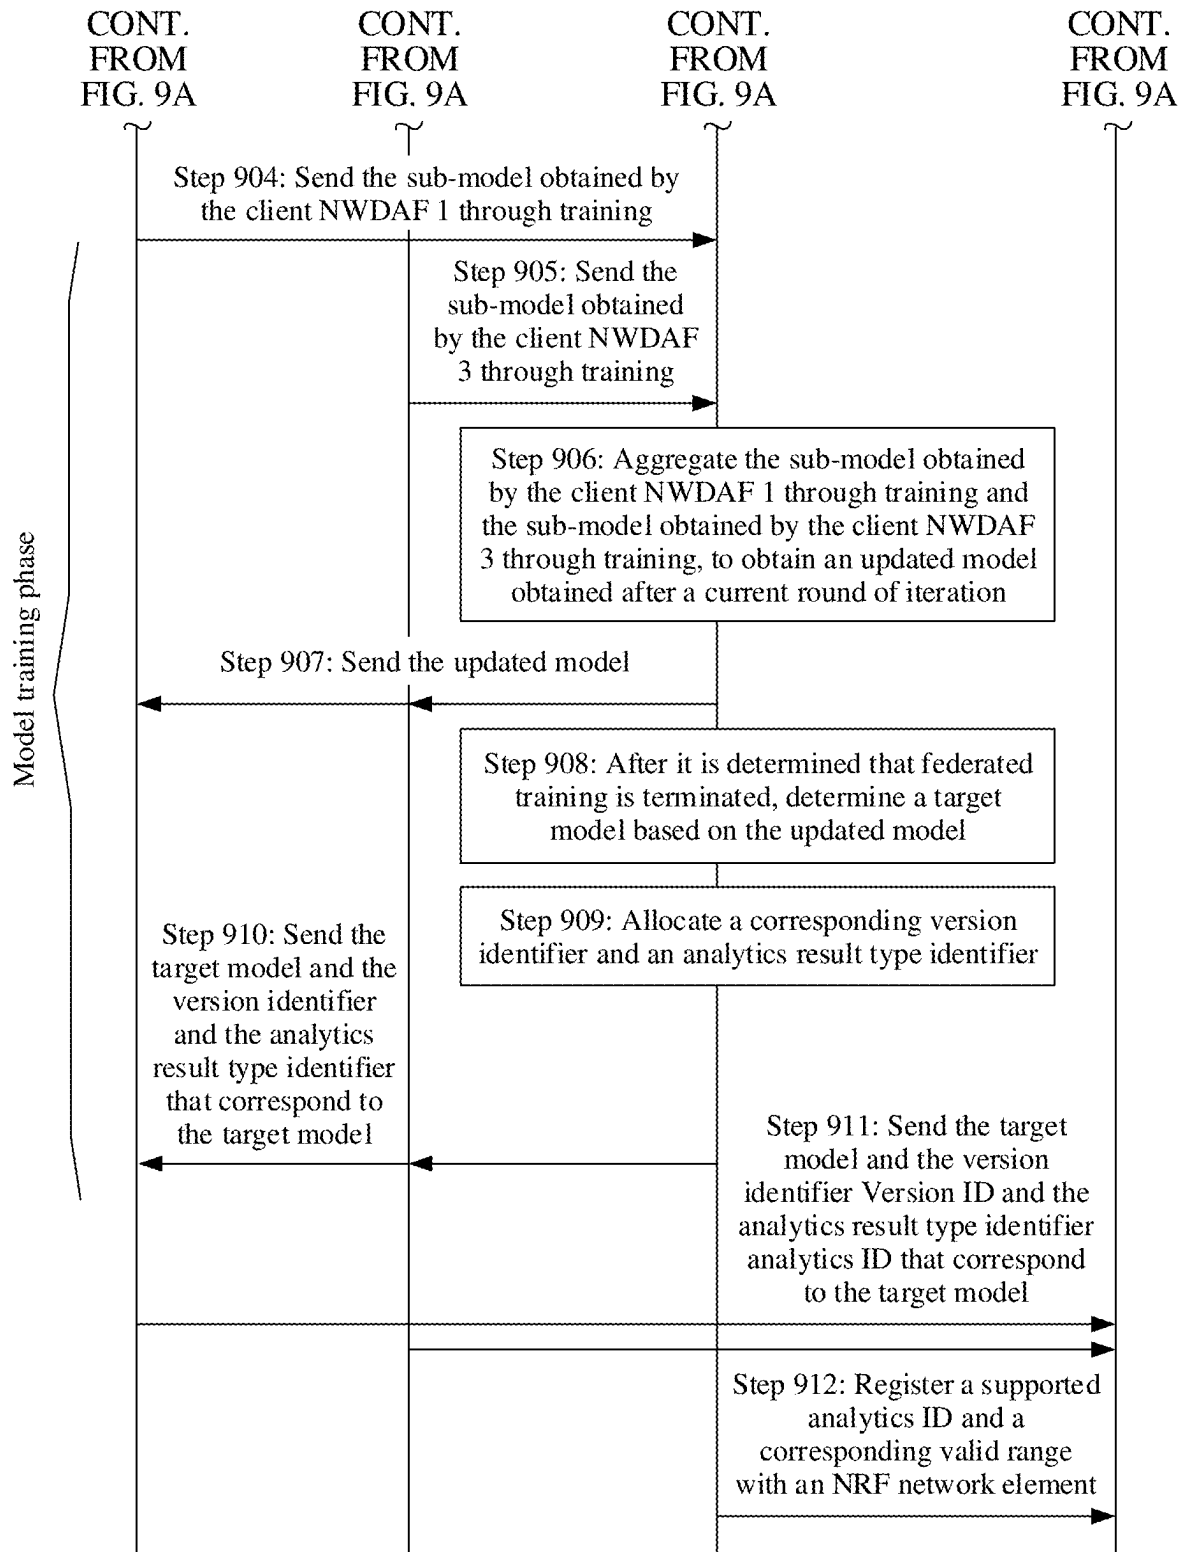 CONT.
FROM
FIG. 9A
CONT.
FROM
FIG. 9A
CONT.
FROM
FIG. 9A
CONT.
FROM
FIG. 9A
Step 904: Send the sub-model obtained by
the client NWDAF 1 through training
Step 905: Send the
sub-model obtained
by the client NWDAF
3 through training
Step 906: Aggregate the sub-model obtained
by the client NWDAF 1 through training and
the sub-model obtained by the client NWDAF
3 through training, to obtain an updated model
obtained after a current round of iteration
Model training phase
Step 907: Send the updated model
Step 908: After it is determined that federated
training is terminated, determine a target
model based on the updated model
Step 909: Allocate a corresponding version
identifier and an analytics result type identifier
Step 910: Send the
target model and the
version identifier
and the analytics
result type identifier
that correspond to
the target model
Step 911: Send the target
model and the version
identifier Version ID and the
analytics result type identifier
analytics ID that correspond
to the target model
Step 912: Register a supported
analytics ID and a
corresponding valid range
with an NRF network element